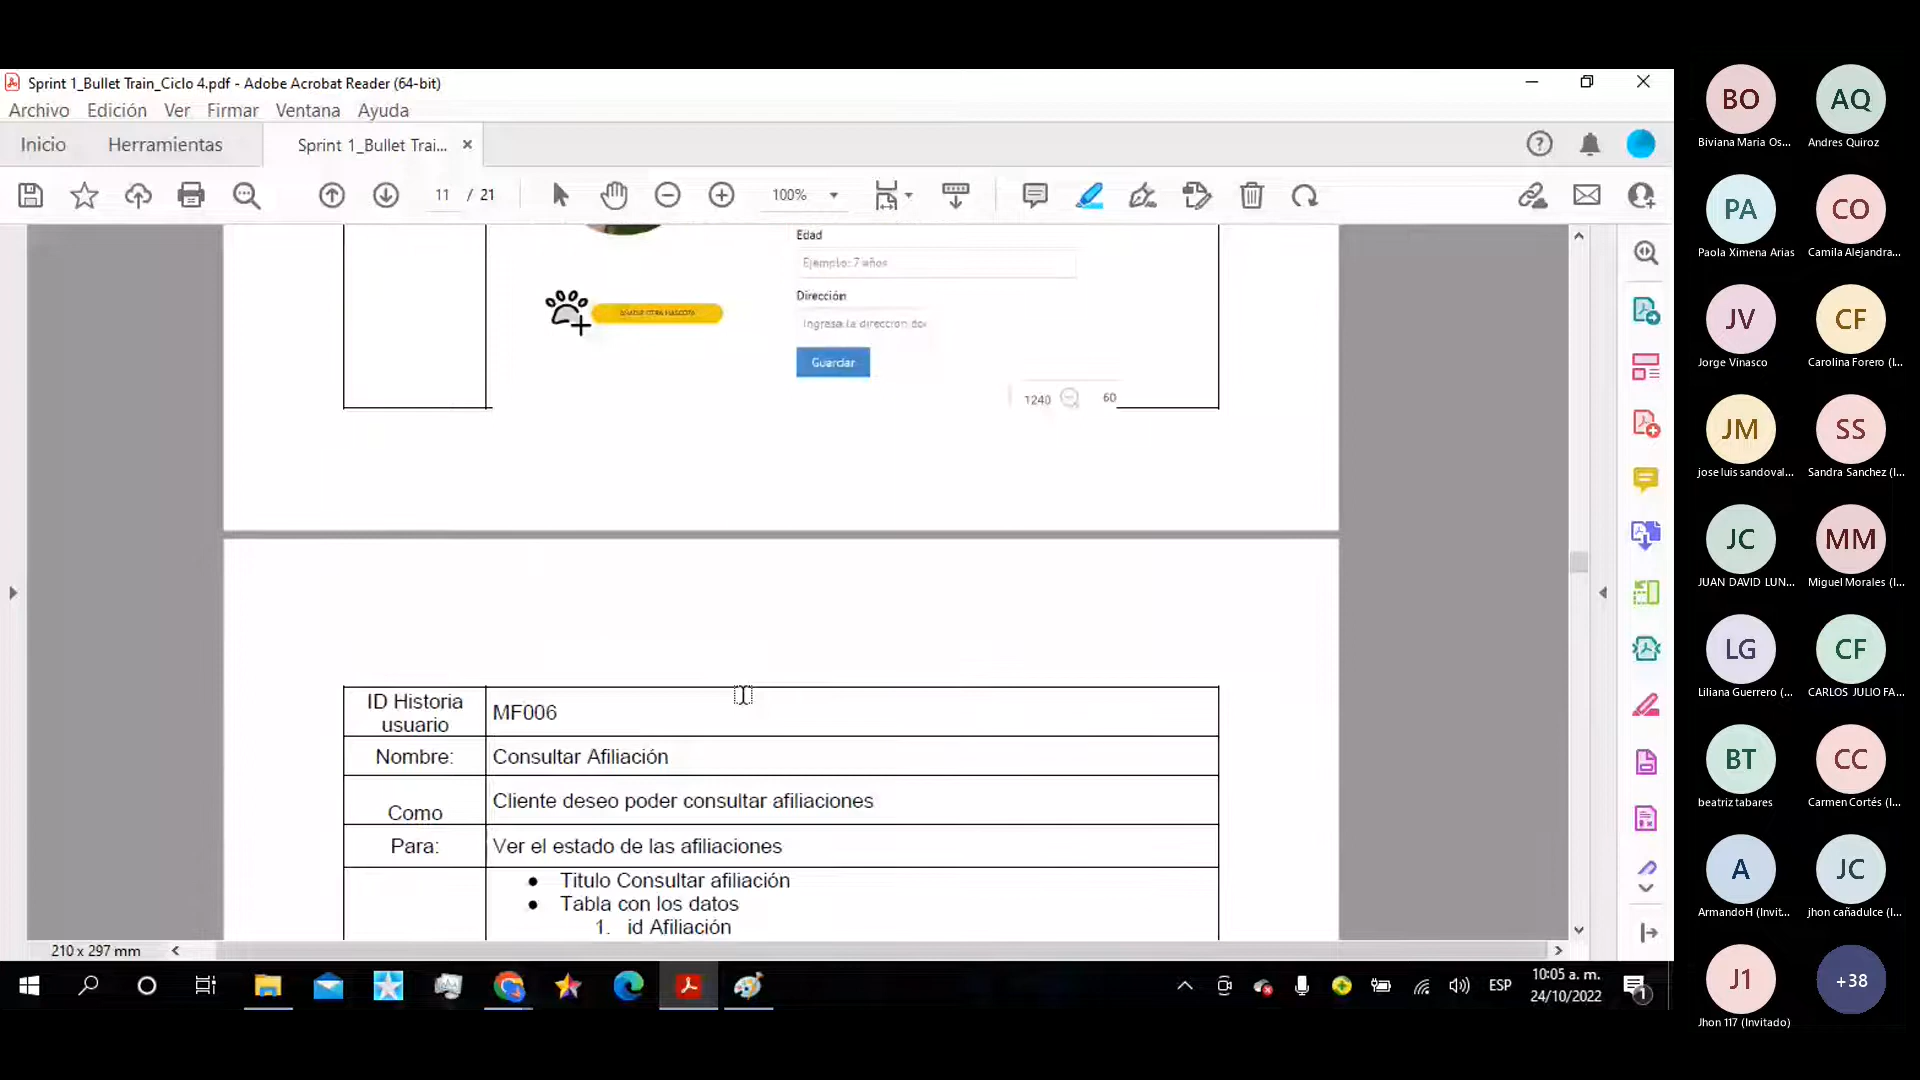 Sprint 1_Bullet Train_Ciclo 4.pdf - Adobe Acrobat Reader (64-bit)
Archivo Edición Ver Firmar Ventana Ayuda
Inicio Herramientas Sprint 1_Bullet Trai...
11 / 21 100%
Edad
Ejemplo: 7 años
Dirección
Ingresa la dirección
Guardar
1240 60
ID Historia usuario MF006
Nombre: Consultar Afiliación
Como Cliente deseo poder consultar afiliaciones
Para: Ver el estado de las afiliaciones
• Titulo Consultar afiliación
• Tabla con los datos
1. id Afiliación
210 x 297 mm
ESP
10:05 a. m.
24/10/2022
1
BO AQ
Biviana Maria Os... Andres Quiroz
PA CO
Paola Ximena Arias Camila Alejandra...
JV CF
Jorge Vinasco Carolina Forero (I...
JM SS
jose luis sandoval... Sandra Sanchez (I...
JC MM
JUAN DAVID LUN... Miguel Morales (I...
LG CF
Liliana Guerrero (... CARLOS JULIO FA...
BT CC
beatriz tabares Carmen Cortés (I...
A JC
ArmandoH (Invit... jhon cañadulce (I...
J1 +38
Jhon 117 (Invitado)